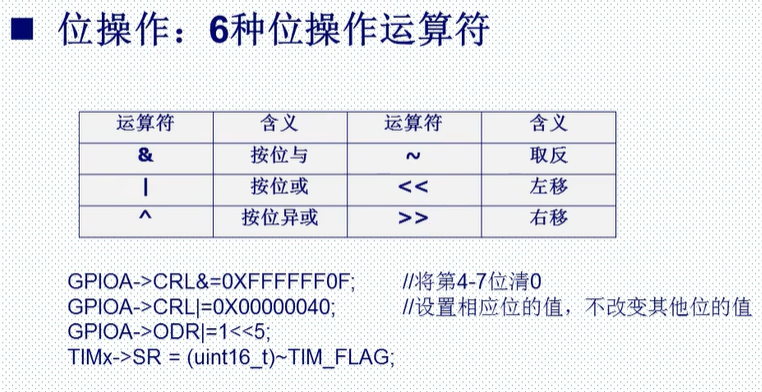 ■ 位操作：6种位操作运算符
运算符 含义 运算符 含义
& 按位与 ~ 取反
| 按位或 << 左移
^ 按位异或 >> 右移
GPIOA->CRL&=0XFFFFFF0F; //将第4-7位清0
GPIOA->CRL|=0X00000040; //设置相应位的值，不改变其他位的值
GPIOA->ODR|=1<<5;
TIMx->SR = (uint16_t)~TIM_FLAG;